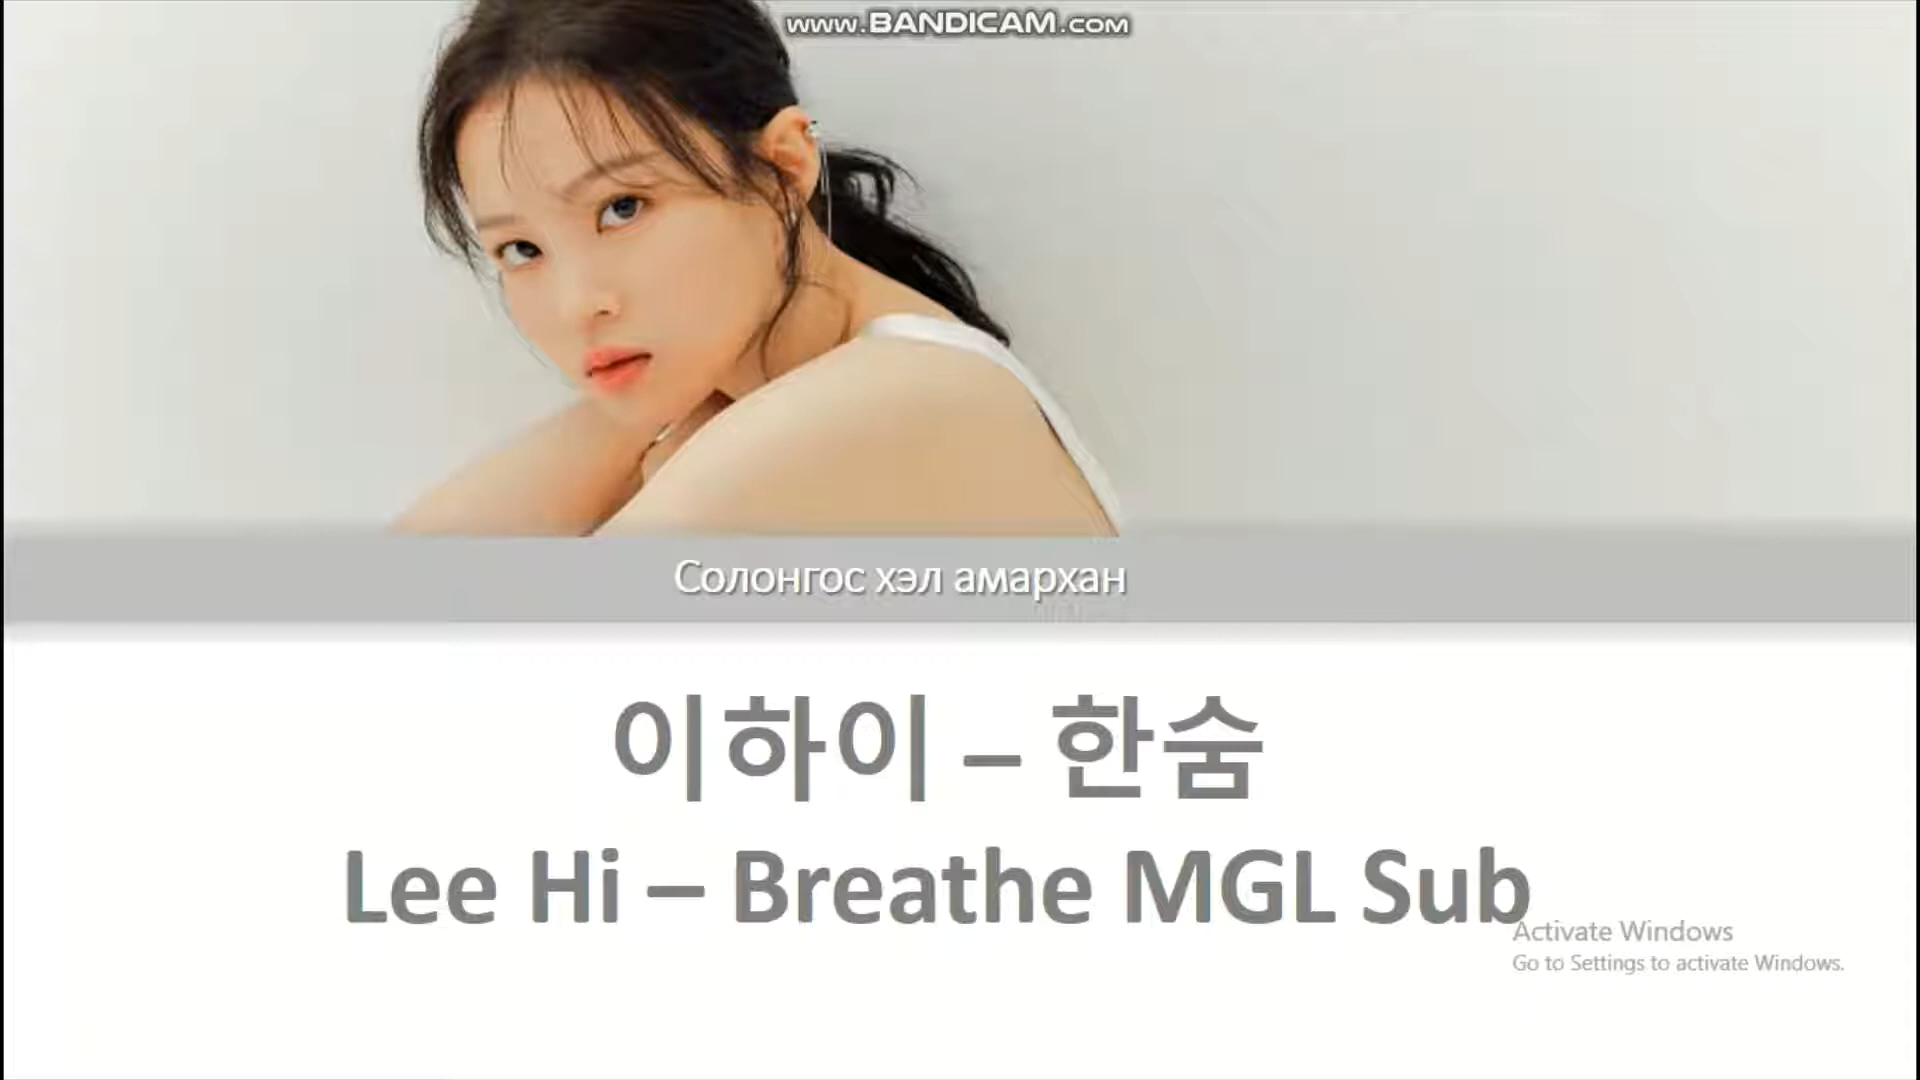 www.BANDICAM.com
Солонгос хэл амархан
이하이 – 한숨
Lee Hi – Breathe MGL Sub
Activate Windows
Go to Settings to activate Windows.